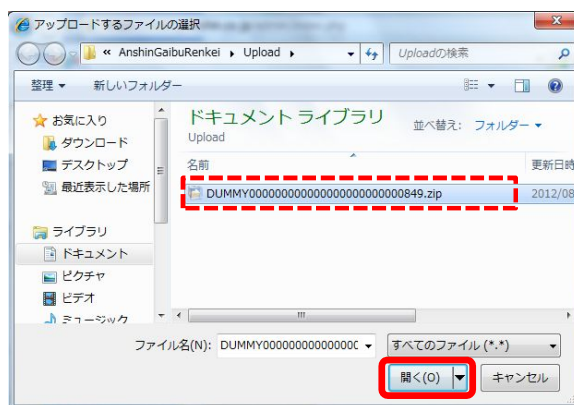 アップロードするファイルの選択
« AnshinGaibuRenkei ▸ Upload ▸
Uploadの検索
整理 ▼ 新しいフォルダー
お気に入り
ダウンロード
デスクトップ
最近表示した場所
ライブラリ
ドキュメント
ピクチャ
ビデオ
ミュージック
ドキュメント ライブラリ
Upload
並べ替え: フォルダー ▼
名前 更新日時
2012/08
ファイル名(N):
すべてのファイル (*.*)
開く(O) キャンセル